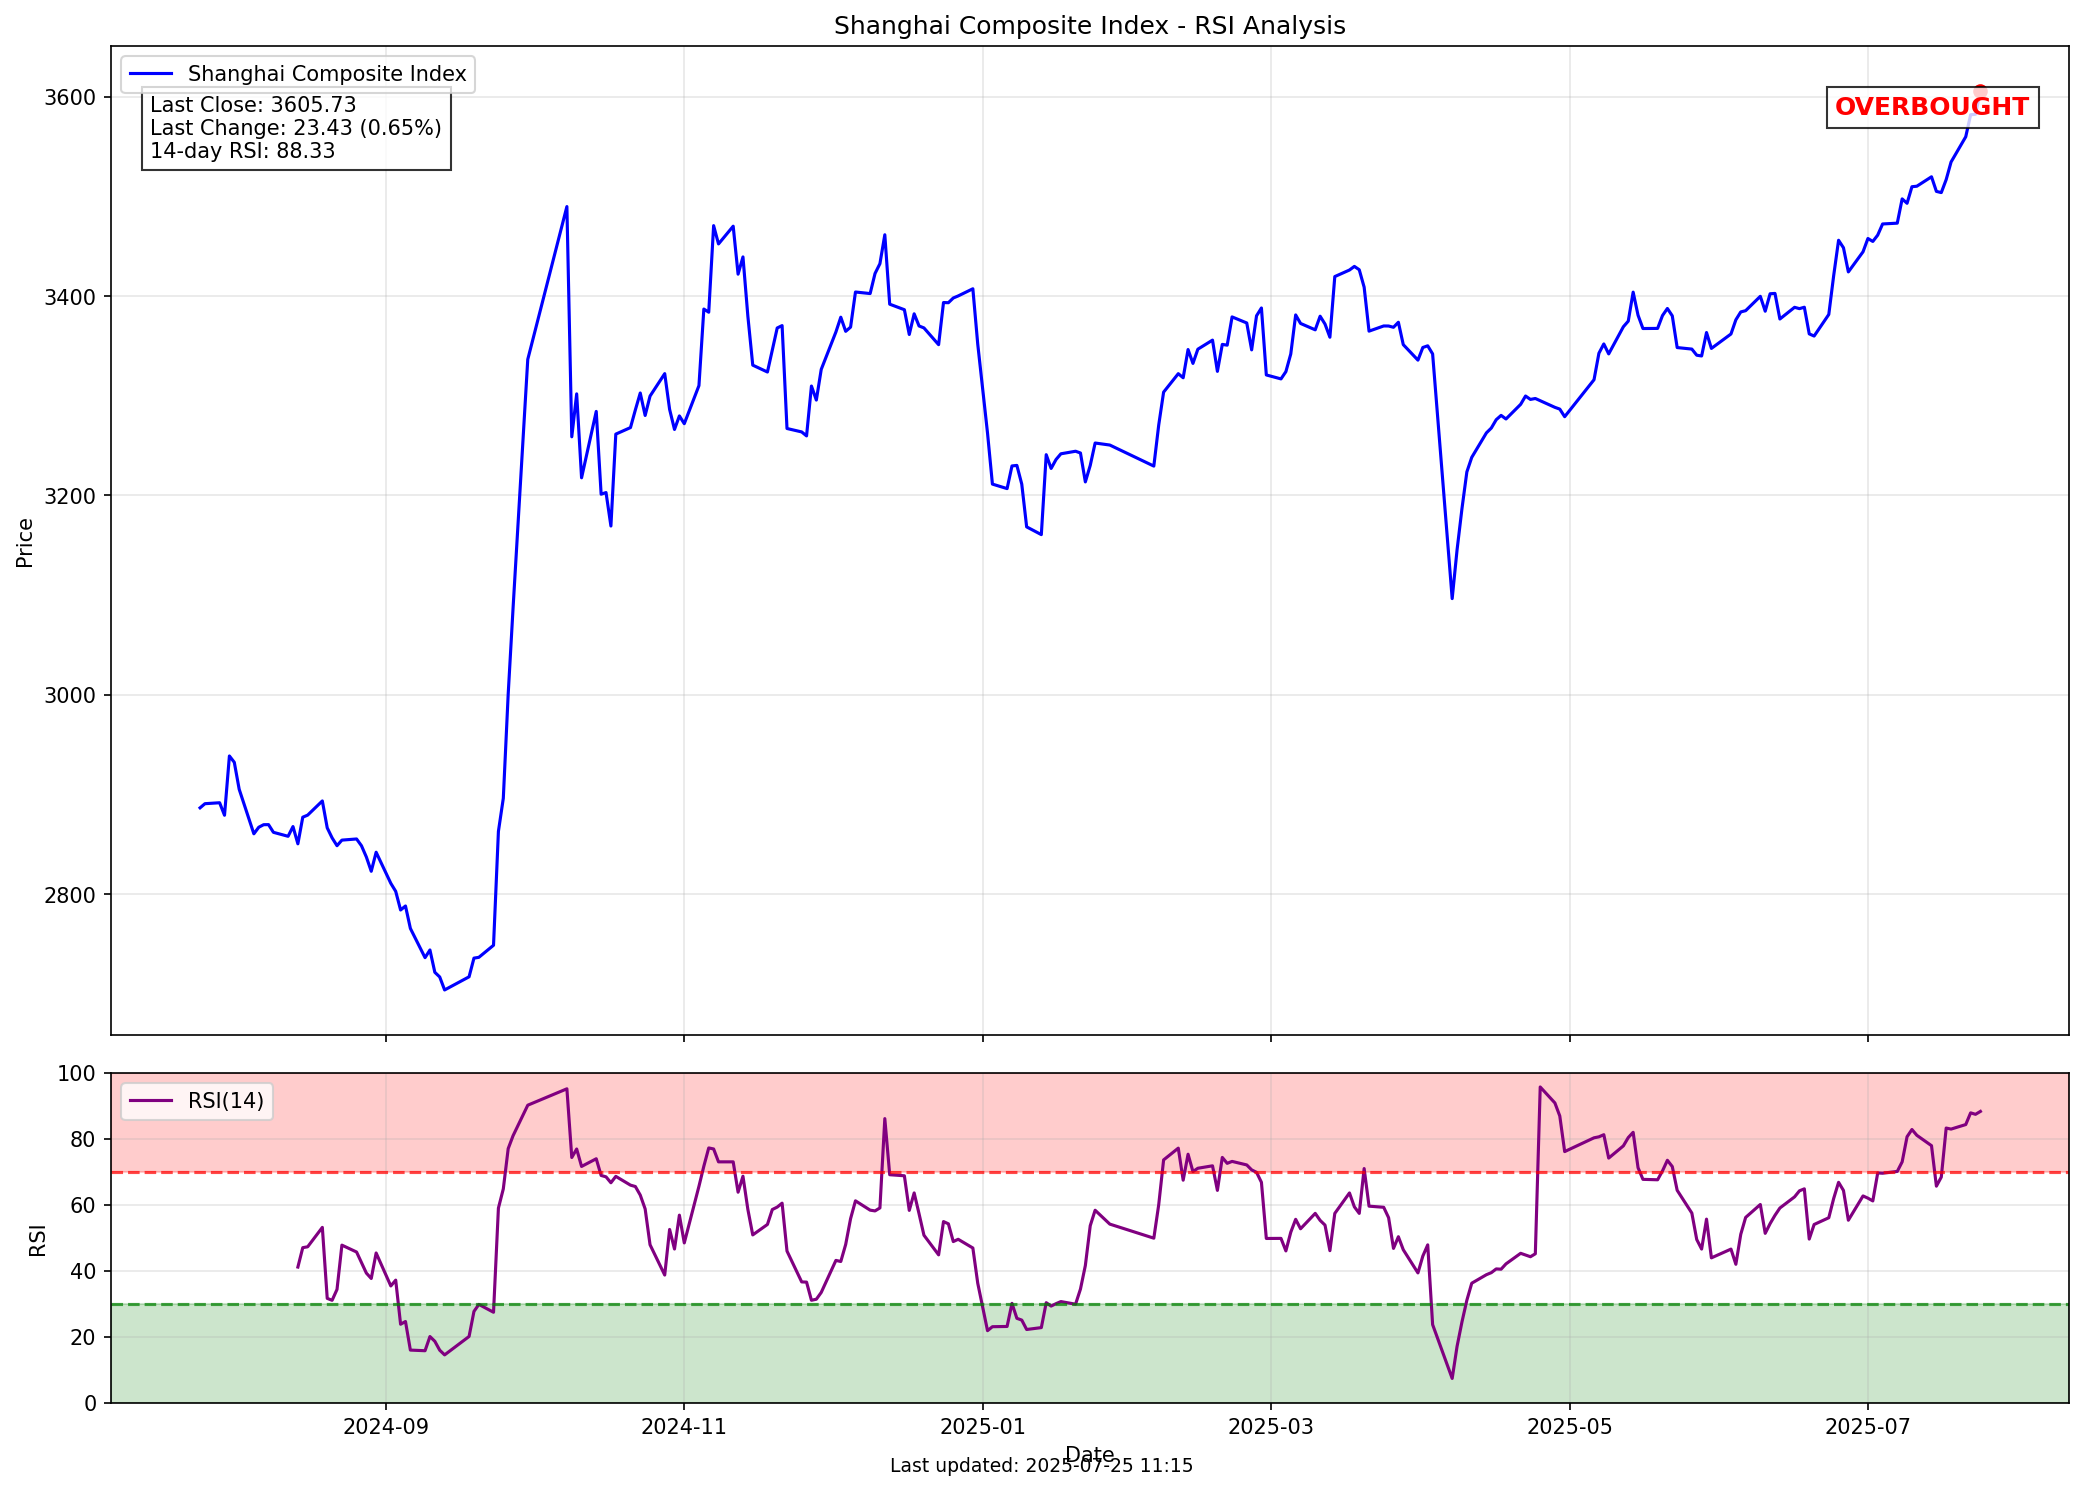 Shanghai Composite Index - RSI Analysis
Shanghai Composite Index
Last Close: 3605.73
Last Change: 23.43 (0.65%)
14-day RSI: 88.33
OVERBOUGHT
Price
3600
3400
3200
3000
2800
RSI(14)
RSI
100
80
60
40
20
0
2024-09
2024-11
2025-01
2025-03
2025-05
2025-07
Date
Last updated: 2025-07-25 11:15